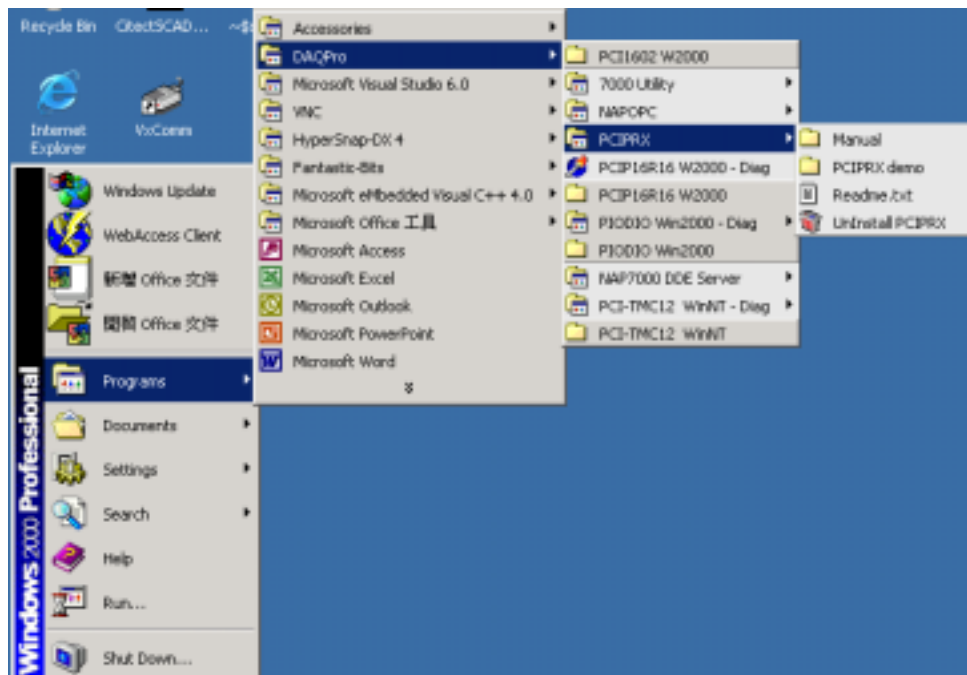 Recycle Bin
CitectSCAD...
Internet Explorer
VxComm
Windows 2000 Professional
Windows Update
WebAccess Client
新增 Office 文件
開啟 Office 文件
Programs
Documents
Settings
Search
Help
Run...
Shut Down...
Accessories
DAQPro
Microsoft Visual Studio 6.0
VNC
HyperSnap-DX 4
Fantastic-Bits
Microsoft eMbedded Visual C++ 4.0
Microsoft Office 工具
Microsoft Access
Microsoft Excel
Microsoft Outlook
Microsoft PowerPoint
Microsoft Word
PCI1602 W2000
7000 Utility
NAPOPC
PCIPRX
PCIP16R16 W2000 - Diag
PCIP16R16 W2000
PIODIO Win2000 - Diag
PIODIO Win2000
NAP7000 DDE Server
PCI-TMC12 WinNT - Diag
PCI-TMC12 WinNT
Manual
PCIPRX demo
Readme.txt
UnInstall PCIPRX